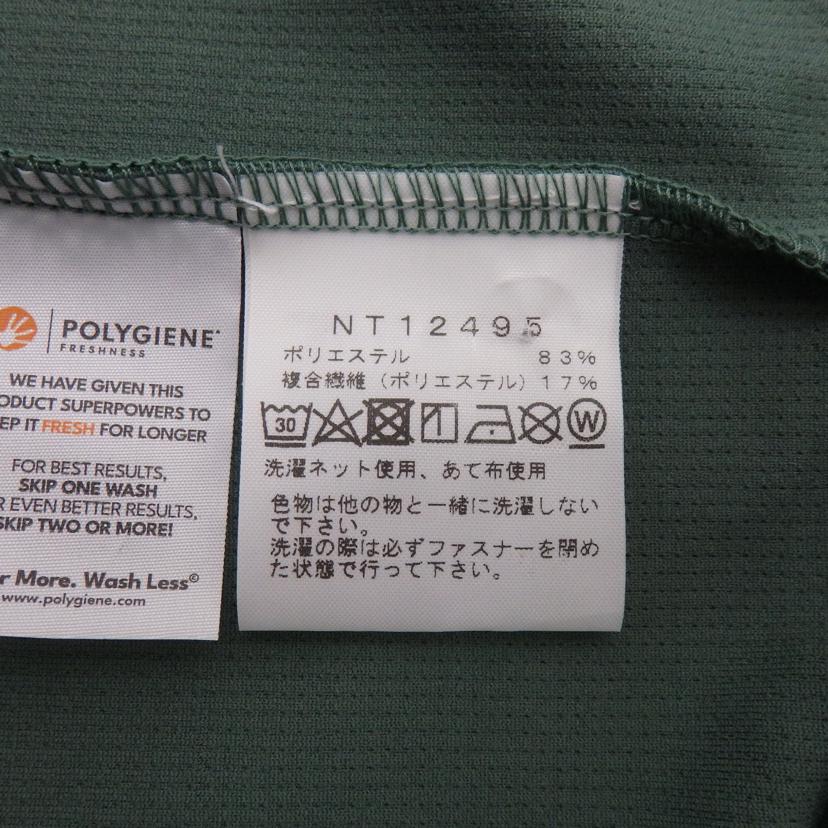 POLYGIENE
FRESHNESS
WE HAVE GIVEN THIS
ODUCT SUPERPOWERS TO
EP IT FRESH FOR LONGER
FOR BEST RESULTS,
SKIP ONE WASH
R EVEN BETTER RESULTS,
SKIP TWO OR MORE!
r More. Wash Less©
www.polygiene.com
NT12495
ポリエステル 83%
複合繊維（ポリエステル）17%
30 W
洗濯ネット使用、あて布使用
色物は他の物と一緒に洗濯しない
で下さい。
洗濯の際は必ずファスナーを閉め
た状態で行って下さい。